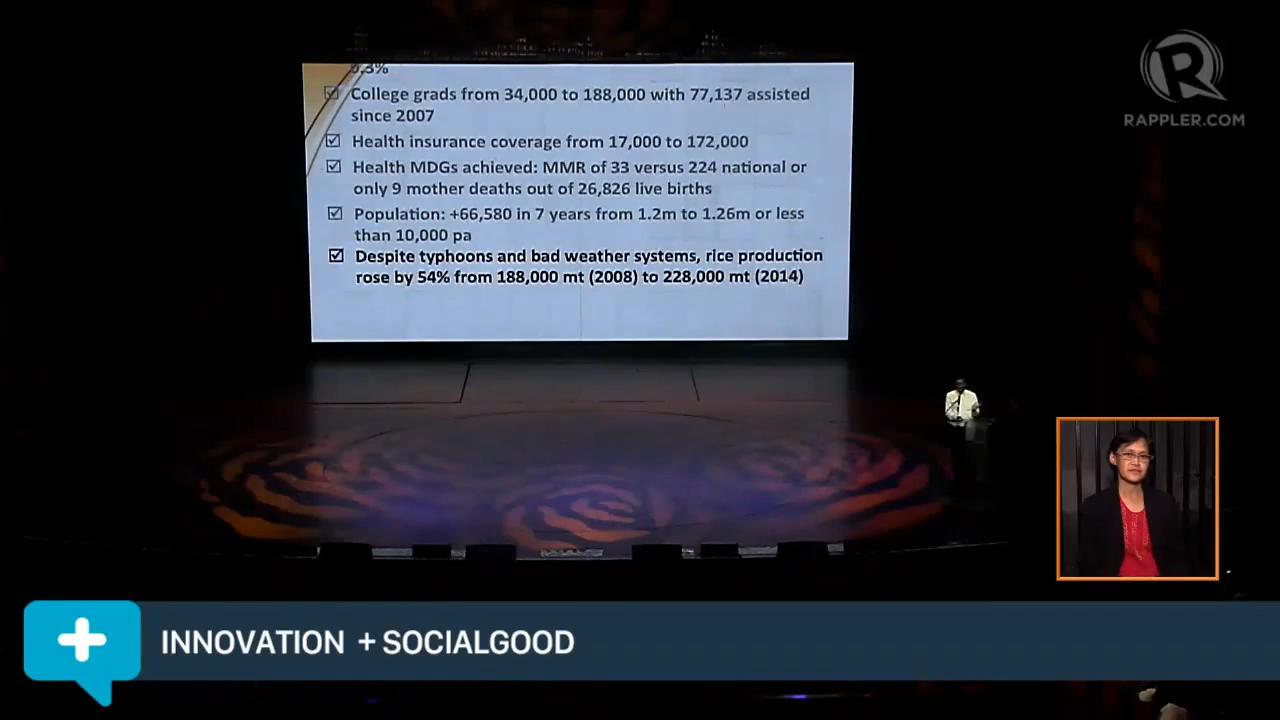 RAPPLER.COM
College grads from 34,000 to 188,000 with 77,137 assisted
since 2007
Health insurance coverage from 17,000 to 172,000
Health MDGs achieved: MMR of 33 versus 224 national or
only 9 mother deaths out of 26,826 live births
Population: +66,580 in 7 years from 1.2m to 1.26m or less
than 10,000 pa
Despite typhoons and bad weather systems, rice production
rose by 54% from 188,000 mt (2008) to 228,000 mt (2014)
INNOVATION + SOCIALGOOD